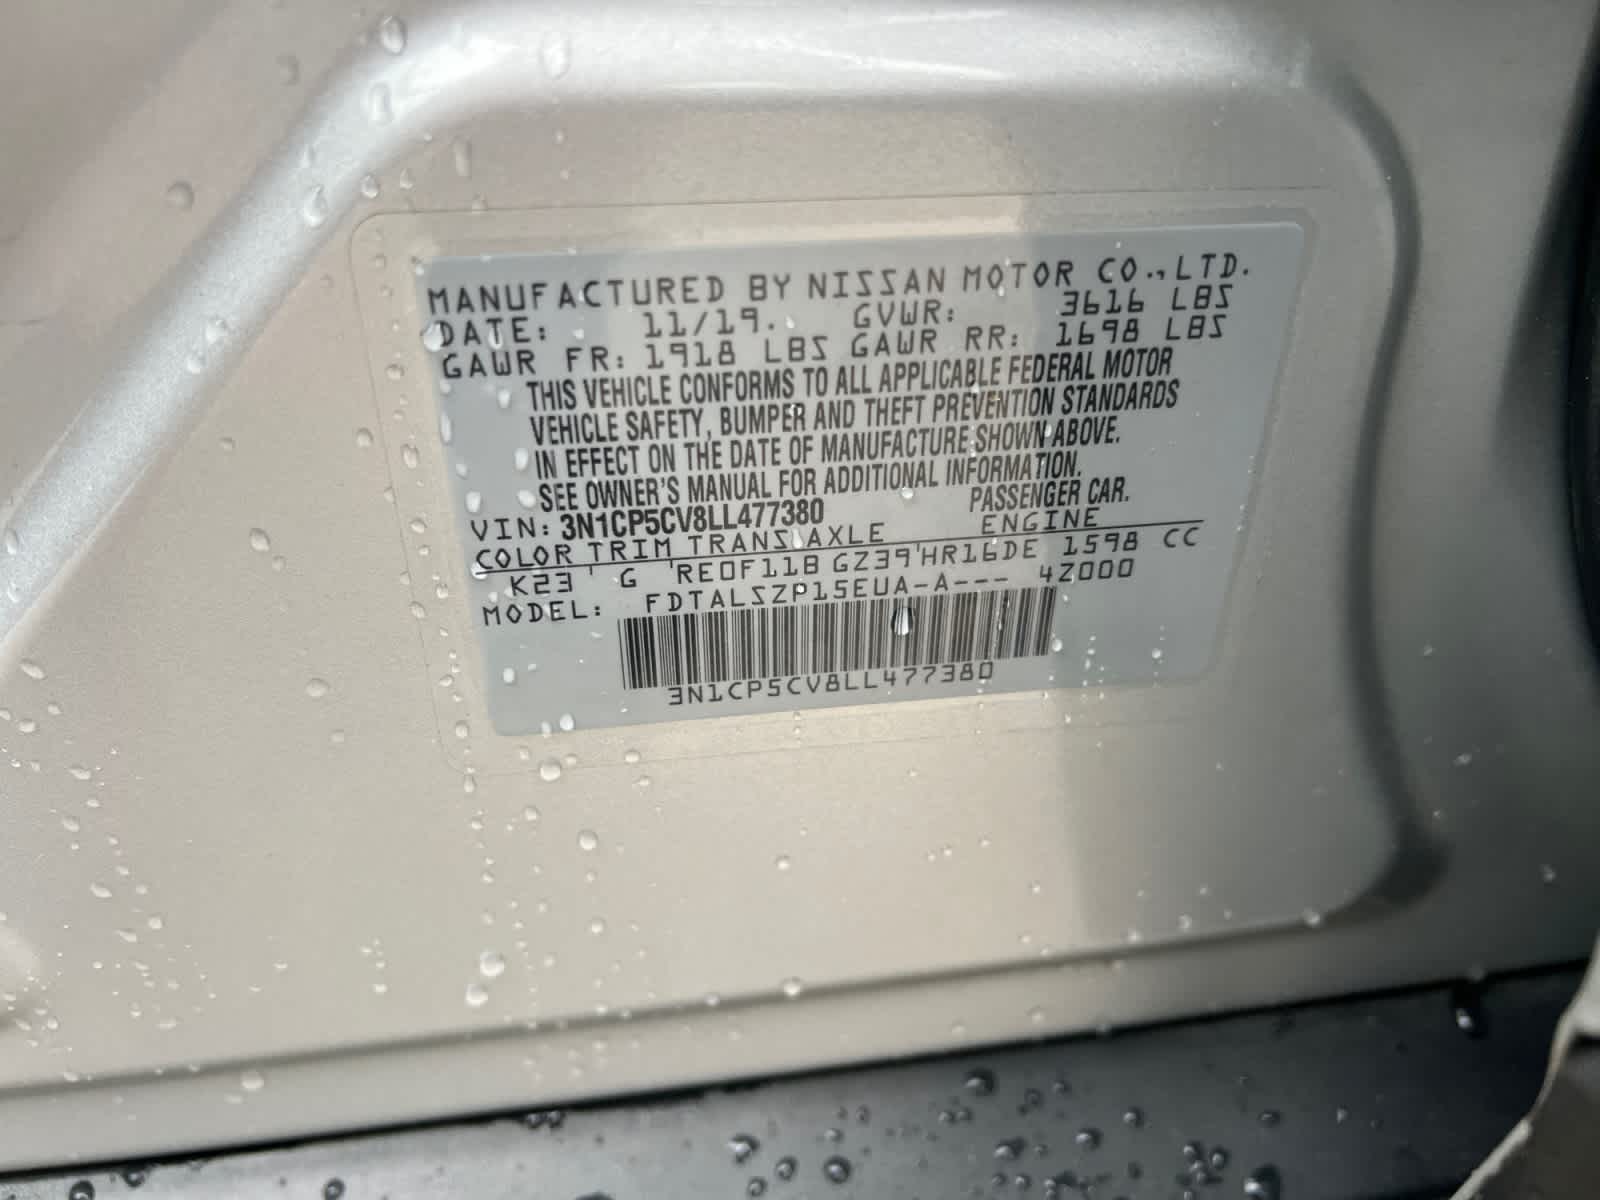 MANUFACTURED BY NISSAN MOTOR CO.,LTD.
DATE: 11/19. GVWR: 3616 LBS
GAWR FR: 1918 LBS GAWR RR: 1698 LBS
THIS VEHICLE CONFORMS TO ALL APPLICABLE FEDERAL MOTOR
VEHICLE SAFETY, BUMPER AND THEFT PREVENTION STANDARDS
IN EFFECT ON THE DATE OF MANUFACTURE SHOWN ABOVE.
SEE OWNER'S MANUAL FOR ADDITIONAL INFORMATION.
VIN: 3N1CP5CV8LL477380 PASSENGER CAR.
COLOR TRIM TRANS AXLE ENGINE
K23 ' G 'RE0F11B GZ39'HR16DE 1598 CC
MODEL: FDTALSZP15EUA-A--- 4Z000
3N1CP5CV8LL477380